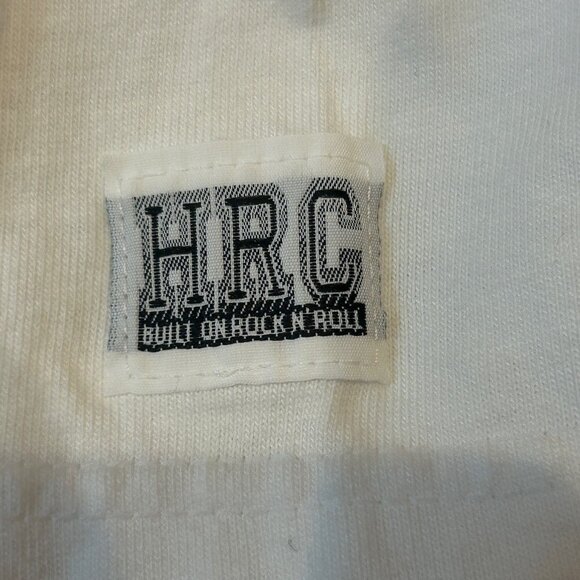 HRC
BUILT ON ROCK N' ROLL